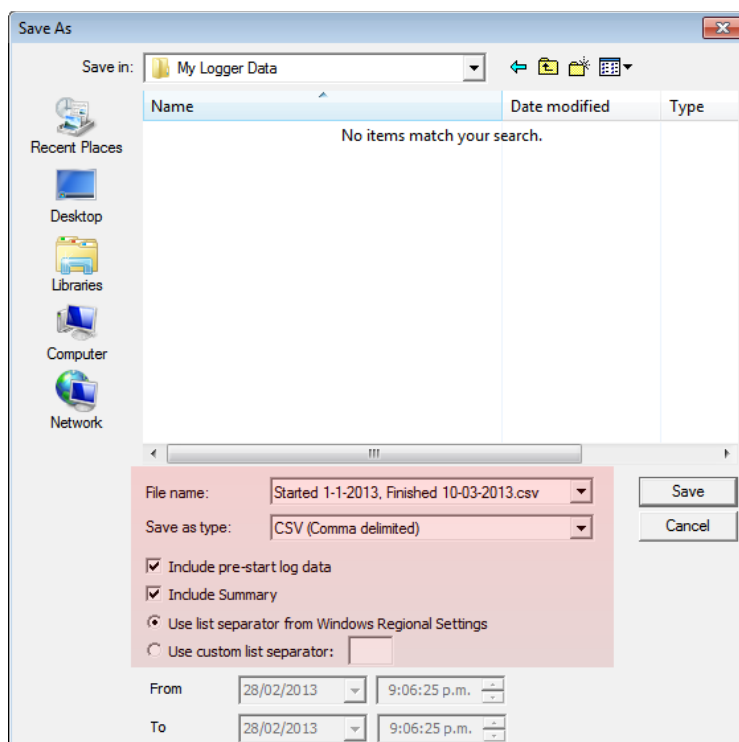 Save As
Save in: My Logger Data
Name Date modified Type
No items match your search.
Recent Places
Desktop
Libraries
Computer
Network
File name: Started 1-1-2013, Finished 10-03-2013.csv Save
Save as type: CSV (Comma delimited) Cancel
Include pre-start log data
Include Summary
Use list separator from Windows Regional Settings
Use custom list separator:
From 28/02/2013 9:06:25 p.m.
To 28/02/2013 9:06:25 p.m.